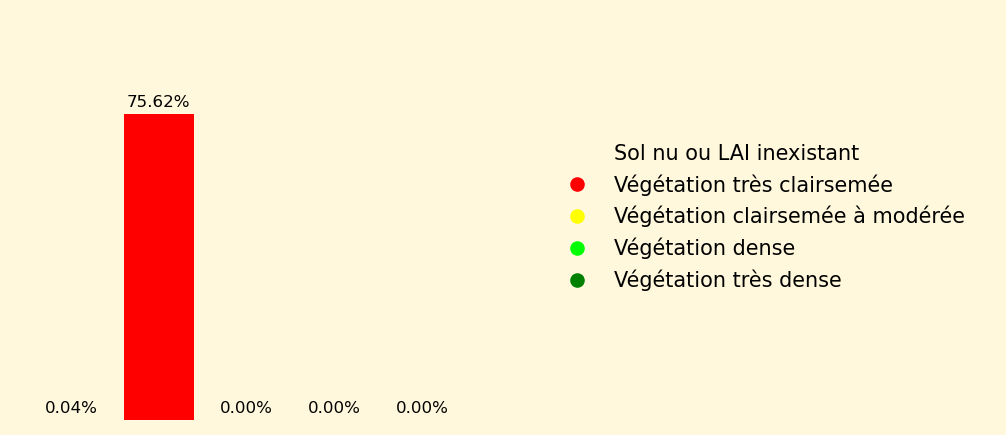 75.62%
0.04%
0.00%
0.00%
0.00%
Sol nu ou LAI inexistant
Végétation très clairsemée
Végétation clairsemée à modérée
Végétation dense
Végétation très dense